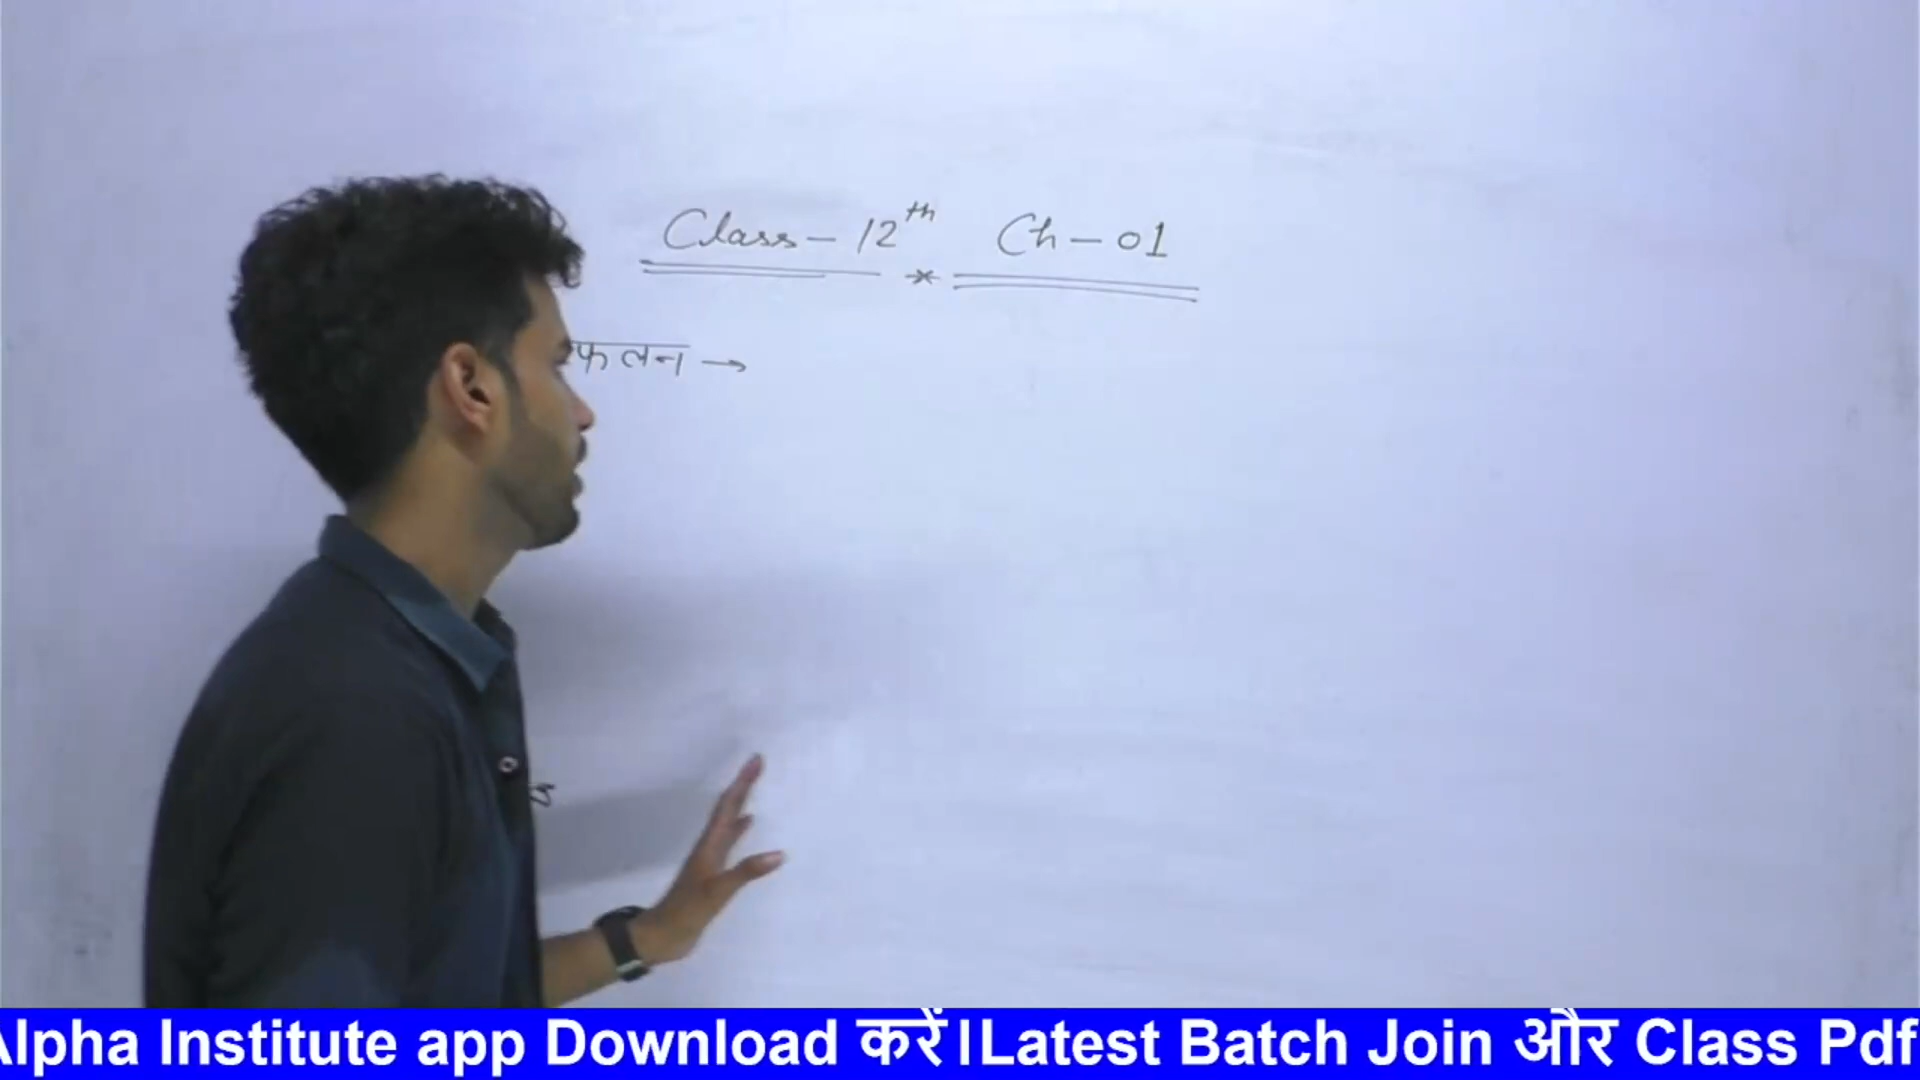 Class – 12th Ch – 01
*
फलन →
Alpha Institute app Download करें।Latest Batch Join और Class Pdf